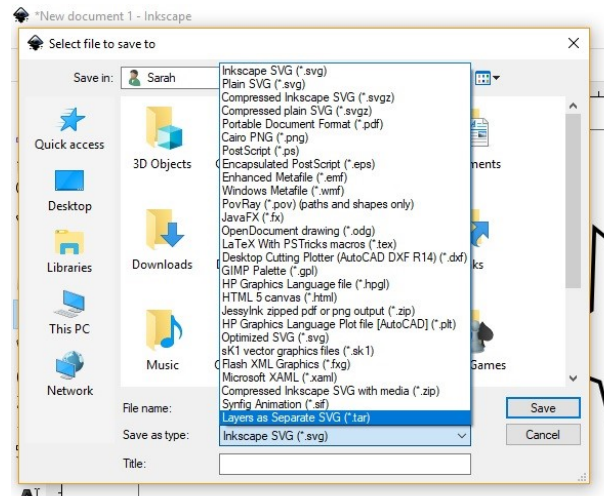 *New document 1 - Inkscape
Select file to save to
Save in:
Sarah
Inkscape SVG (*.svg)
Plain SVG (*.svg)
Compressed Inkscape SVG (*.svgz)
Compressed plain SVG (*.svgz)
Portable Document Format (*.pdf)
Cairo PNG (*.png)
PostScript (*.ps)
Encapsulated PostScript (*.eps)
Enhanced Metafile (*.emf)
Windows Metafile (*.wmf)
PovRay (*.pov) (paths and shapes only)
JavaFX (*.fx)
OpenDocument drawing (*.odg)
LaTeX With PSTricks macros (*.tex)
Desktop Cutting Plotter (AutoCAD DXF R14) (*.dxf)
GIMP Palette (*.gpl)
HP Graphics Language file (*.hpgl)
HTML 5 canvas (*.html)
JessyInk zipped pdf or png output (*.zip)
HP Graphics Language Plot file [AutoCAD] (*.plt)
Optimized SVG (*.svg)
sK1 vector graphics files (*.sk1)
Flash XML Graphics (*.fxg)
Microsoft XAML (*.xaml)
Compressed Inkscape SVG with media (*.zip)
Synfig Animation (*.sif)
Layers as Separate SVG (*.tar)
Quick access
Desktop
Libraries
This PC
Network
3D Objects
ments
Downloads
ks
Music
Games
File name:
Save
Save as type:
Inkscape SVG (*.svg)
Cancel
Title: